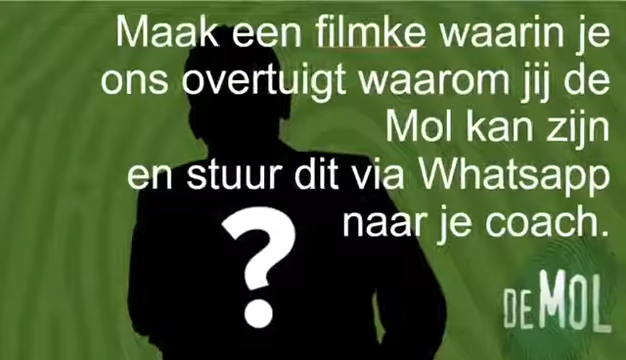 Maak een filmke waarin je
ons overtuigt waarom jij de
Mol kan zijn
en stuur dit via Whatsapp
naar je coach.
?
DE MOL